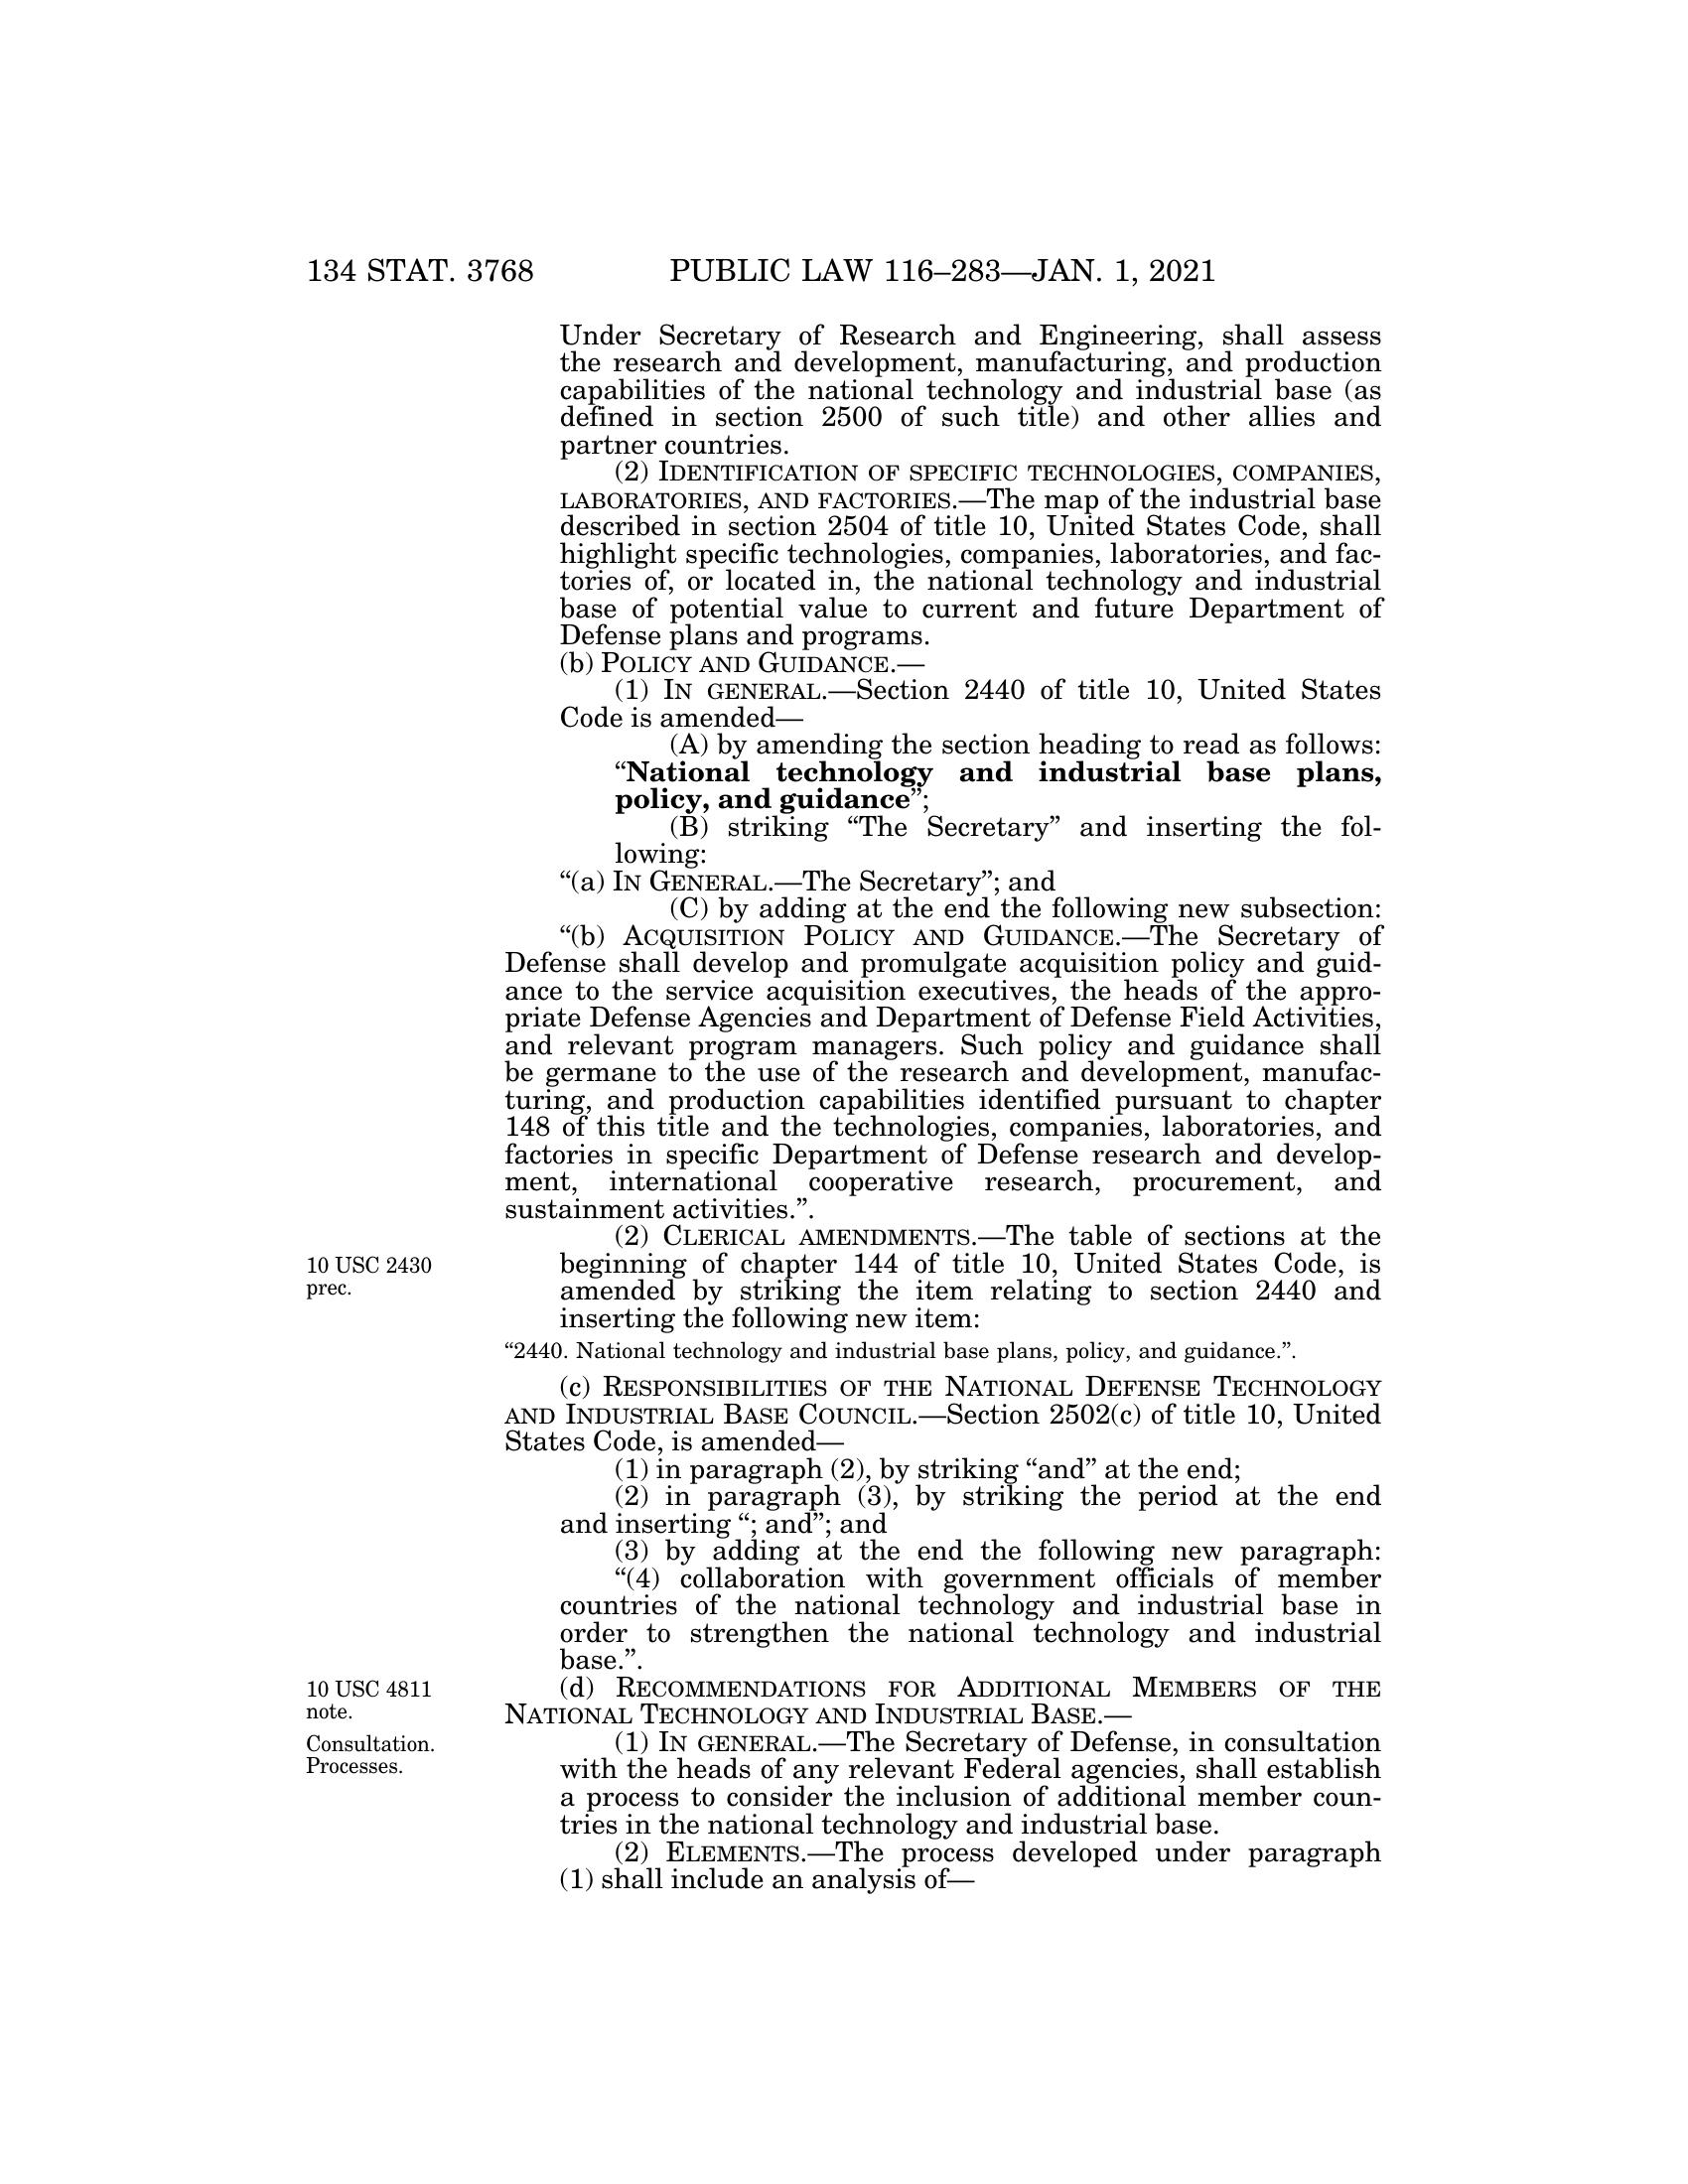 134 STAT. 3768
PUBLIC LAW 116–283—JAN. 1, 2021
Under Secretary of Research and Engineering, shall assess
the research and development, manufacturing, and production
capabilities of the national technology and industrial base (as
defined in section 2500 of such title) and other allies and
partner countries.
(2) IDENTIFICATION OF SPECIFIC TECHNOLOGIES, COMPANIES,
LABORATORIES, AND FACTORIES.—The map of the industrial base
described in section 2504 of title 10, United States Code, shall
highlight specific technologies, companies, laboratories, and fac-
tories of, or located in, the national technology and industrial
base of potential value to current and future Department of
Defense plans and programs.
(b) POLICY AND GUIDANCE.—
(1) IN GENERAL.—Section 2440 of title 10, United States
Code is amended—
(A) by amending the section heading to read as follows:
“National technology and industrial base plans,
policy, and guidance”;
(B) striking “The Secretary” and inserting the fol-
lowing:
“(a) IN GENERAL.—The Secretary”; and
(C) by adding at the end the following new subsection:
“(b) ACQUISITION POLICY AND GUIDANCE.—The Secretary of
Defense shall develop and promulgate acquisition policy and guid-
ance to the service acquisition executives, the heads of the appro-
priate Defense Agencies and Department of Defense Field Activities,
and relevant program managers. Such policy and guidance shall
be germane to the use of the research and development, manufac-
turing, and production capabilities identified pursuant to chapter
148 of this title and the technologies, companies, laboratories, and
factories in specific Department of Defense research and develop-
ment, international cooperative research, procurement, and
sustainment activities.”.
(2) CLERICAL AMENDMENTS.—The table of sections at the
beginning of chapter 144 of title 10, United States Code, is
amended by striking the item relating to section 2440 and
inserting the following new item:
10 USC 2430
prec.
“2440. National technology and industrial base plans, policy, and guidance.”.
(c) RESPONSIBILITIES OF THE NATIONAL DEFENSE TECHNOLOGY
AND INDUSTRIAL BASE COUNCIL.—Section 2502(c) of title 10, United
States Code, is amended—
(1) in paragraph (2), by striking “and” at the end;
(2) in paragraph (3), by striking the period at the end
and inserting “; and”; and
(3) by adding at the end the following new paragraph:
“(4) collaboration with government officials of member
countries of the national technology and industrial base in
order to strengthen the national technology and industrial
base.”.
(d) RECOMMENDATIONS FOR ADDITIONAL MEMBERS OF THE
NATIONAL TECHNOLOGY AND INDUSTRIAL BASE.—
10 USC 4811
note.
(1) IN GENERAL.—The Secretary of Defense, in consultation
with the heads of any relevant Federal agencies, shall establish
a process to consider the inclusion of additional member coun-
tries in the national technology and industrial base.
Consultation.
Processes.
(2) ELEMENTS.—The process developed under paragraph
(1) shall include an analysis of—